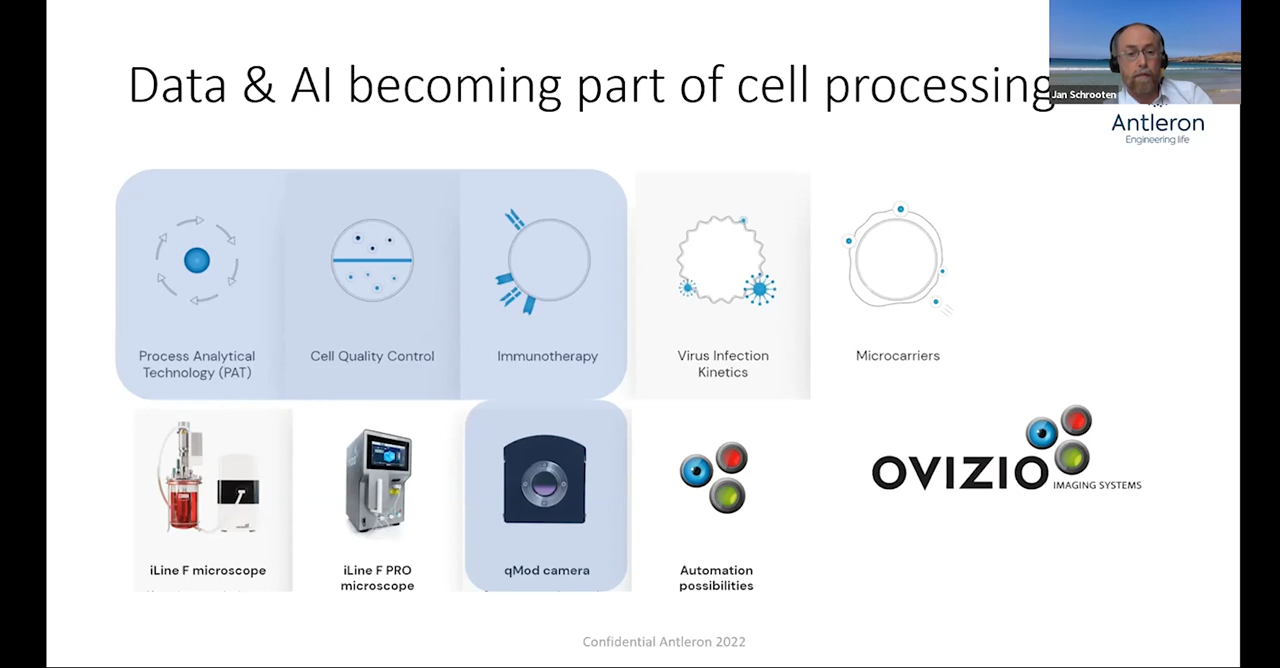 Data & AI becoming part of cell processing
Jan Schrooten
Antleron
Engineering life
Process Analytical
Technology (PAT)
Cell Quality Control
Immunotherapy
Virus Infection
Kinetics
Microcarriers
OVIZIO
IMAGING SYSTEMS
iLine F microscope
iLine F PRO
microscope
qMod camera
Automation
possibilities
Confidential Antleron 2022